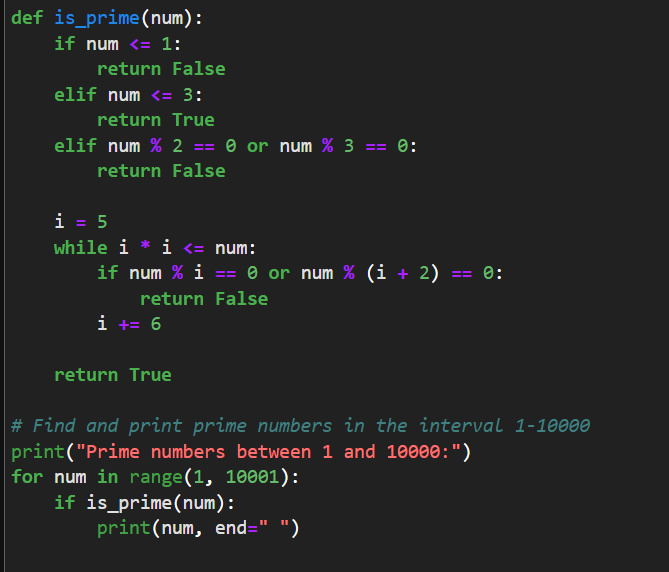 def is_prime(num):
    if num <= 1:
        return False
    elif num <= 3:
        return True
    elif num % 2 == 0 or num % 3 == 0:
        return False

    i = 5
    while i * i <= num:
        if num % i == 0 or num % (i + 2) == 0:
            return False
        i += 6

    return True

# Find and print prime numbers in the interval 1-10000
print("Prime numbers between 1 and 10000:")
for num in range(1, 10001):
    if is_prime(num):
        print(num, end=" ")